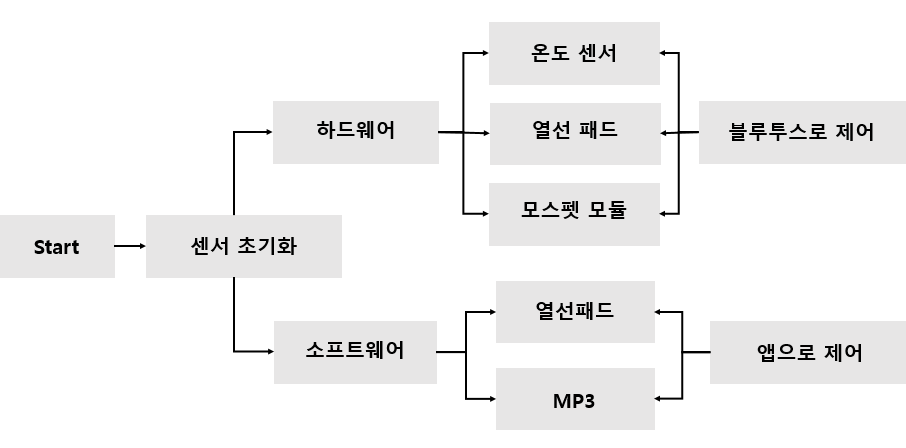 Start
센서 초기화
하드웨어
온도 센서
열선 패드
모스펫 모듈
블루투스로 제어
소프트웨어
열선패드
MP3
앱으로 제어